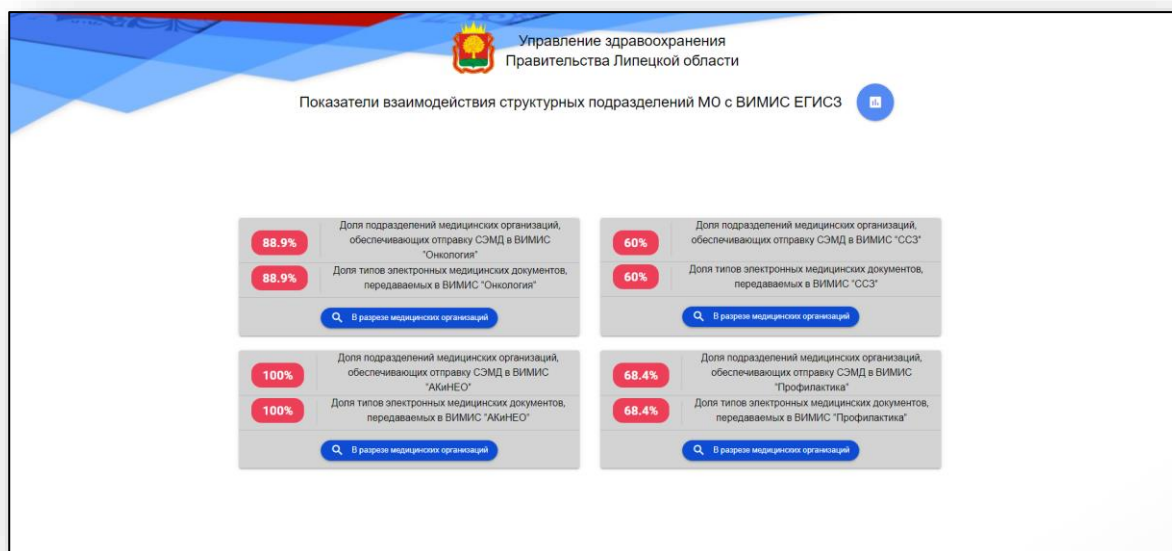 Управление здравоохранения
Правительства Липецкой области
Показатели взаимодействия структурных подразделений МО с ВИМИС ЕГИСЗ
88.9%
Доля подразделений медицинских организаций,
обеспечивающих отправку СЭМД в ВИМИС
"Онкология"
88.9%
Доля типов электронных медицинских документов,
передаваемых в ВИМИС "Онкология"
В разрезе медицинских организаций
60%
Доля подразделений медицинских организаций,
обеспечивающих отправку СЭМД в ВИМИС "ССЗ"
60%
Доля типов электронных медицинских документов,
передаваемых в ВИМИС "ССЗ"
В разрезе медицинских организаций
100%
Доля подразделений медицинских организаций,
обеспечивающих отправку СЭМД в ВИМИС
"АКиНЕО"
100%
Доля типов электронных медицинских документов,
передаваемых в ВИМИС "АКиНЕО"
В разрезе медицинских организаций
68.4%
Доля подразделений медицинских организаций,
обеспечивающих отправку СЭМД в ВИМИС
"Профилактика"
68.4%
Доля типов электронных медицинских документов,
передаваемых в ВИМИС "Профилактика"
В разрезе медицинских организаций